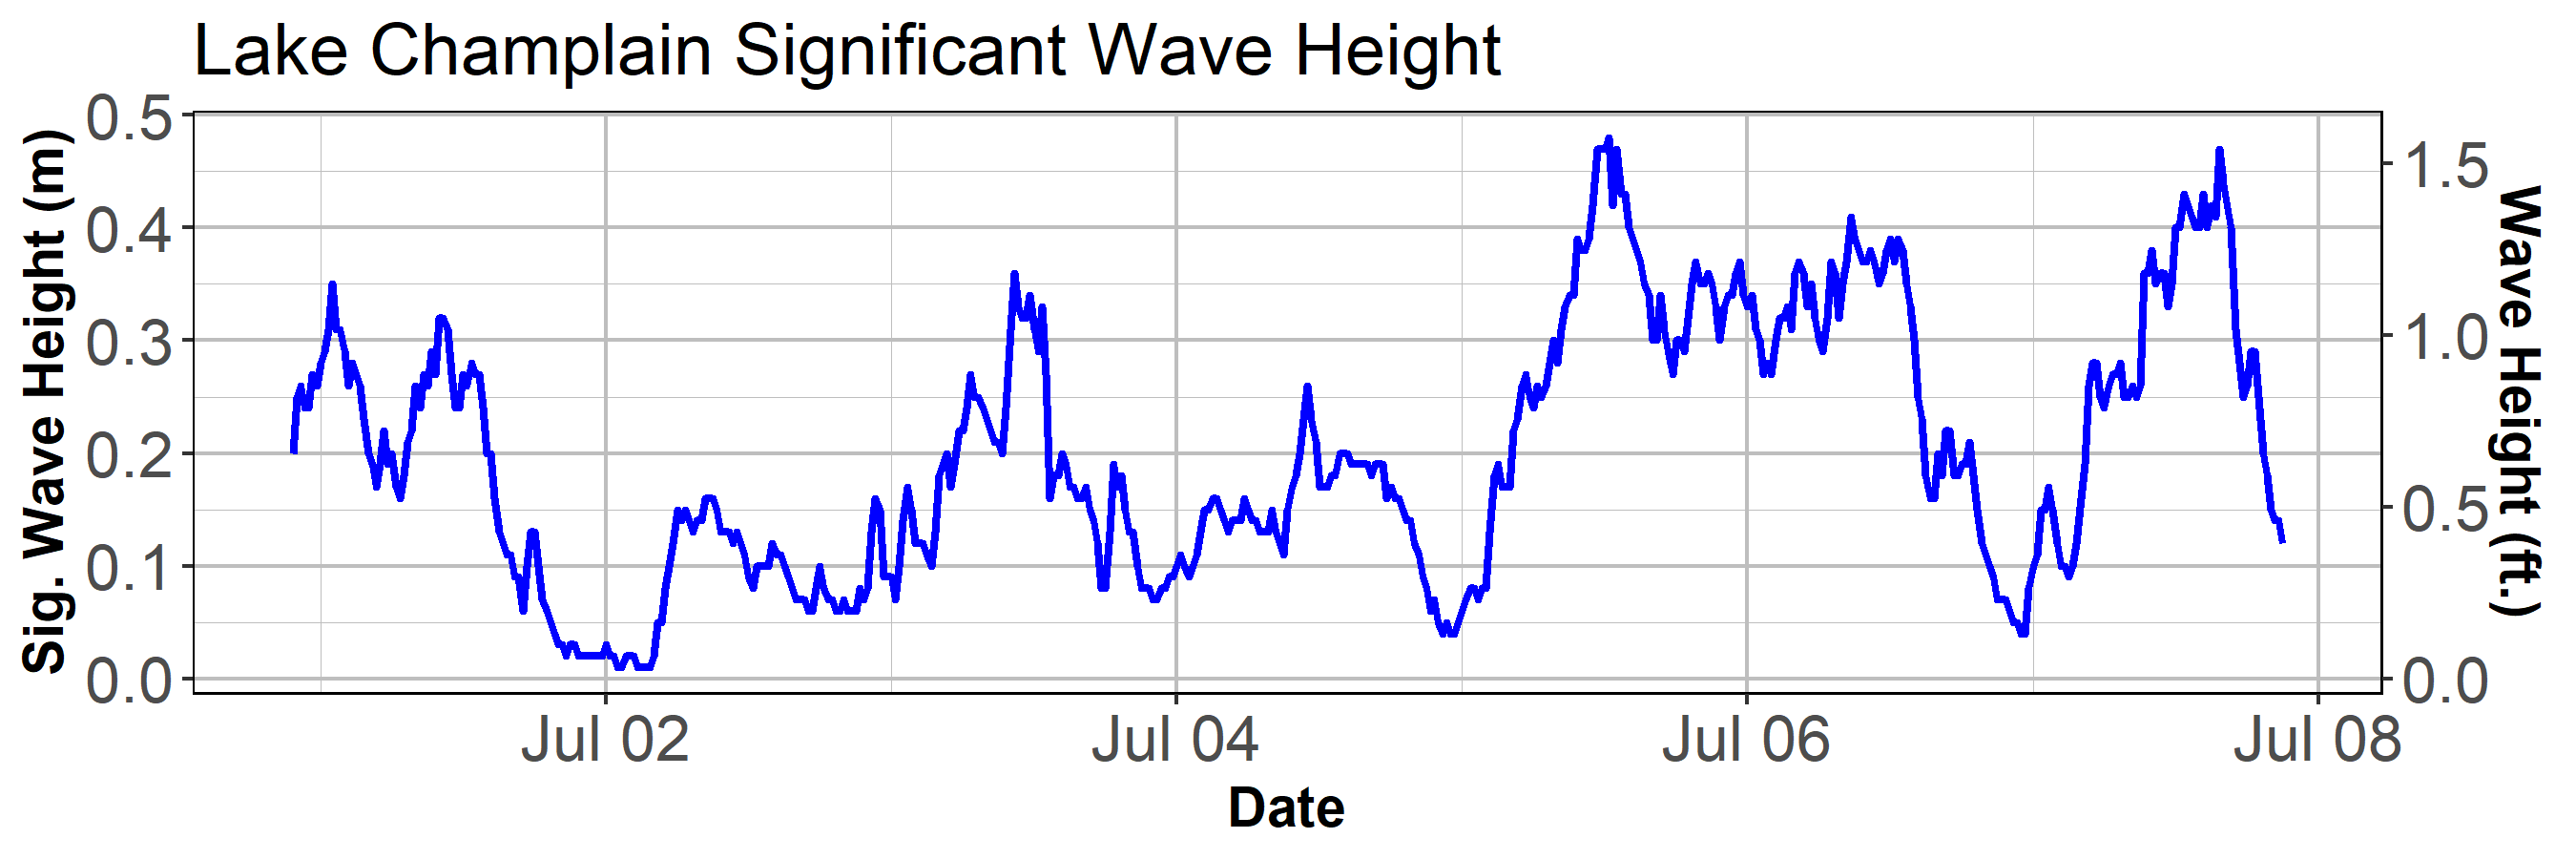 Lake Champlain Significant Wave Height
Sig. Wave Height (m)
0.5
0.4
0.3
0.2
0.1
0.0
1.5
1.0
0.5
0.0
Wave Height (ft.)
Jul 02 Jul 04 Jul 06 Jul 08
Date